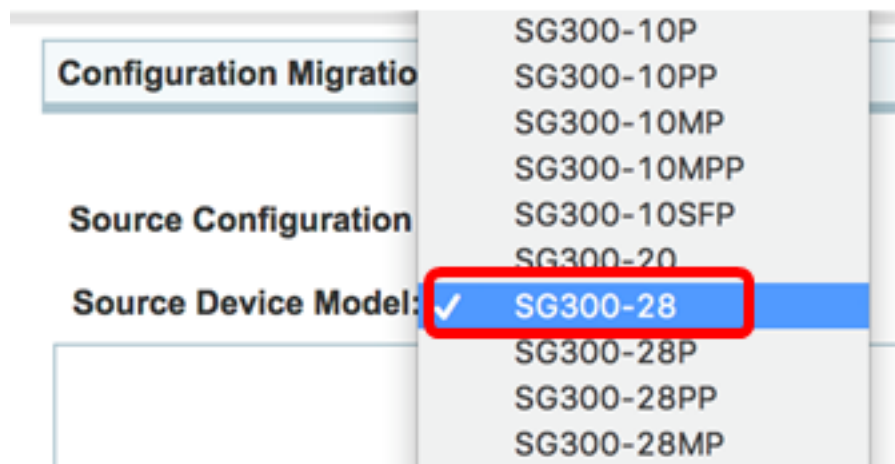 SG300-10P
Configuration Migratio
SG300-10PP
SG300-10MP
SG300-10MPP
Source Configuration
SG300-10SFP
SG300-20
Source Device Model:
✓ SG300-28
SG300-28P
SG300-28PP
SG300-28MP